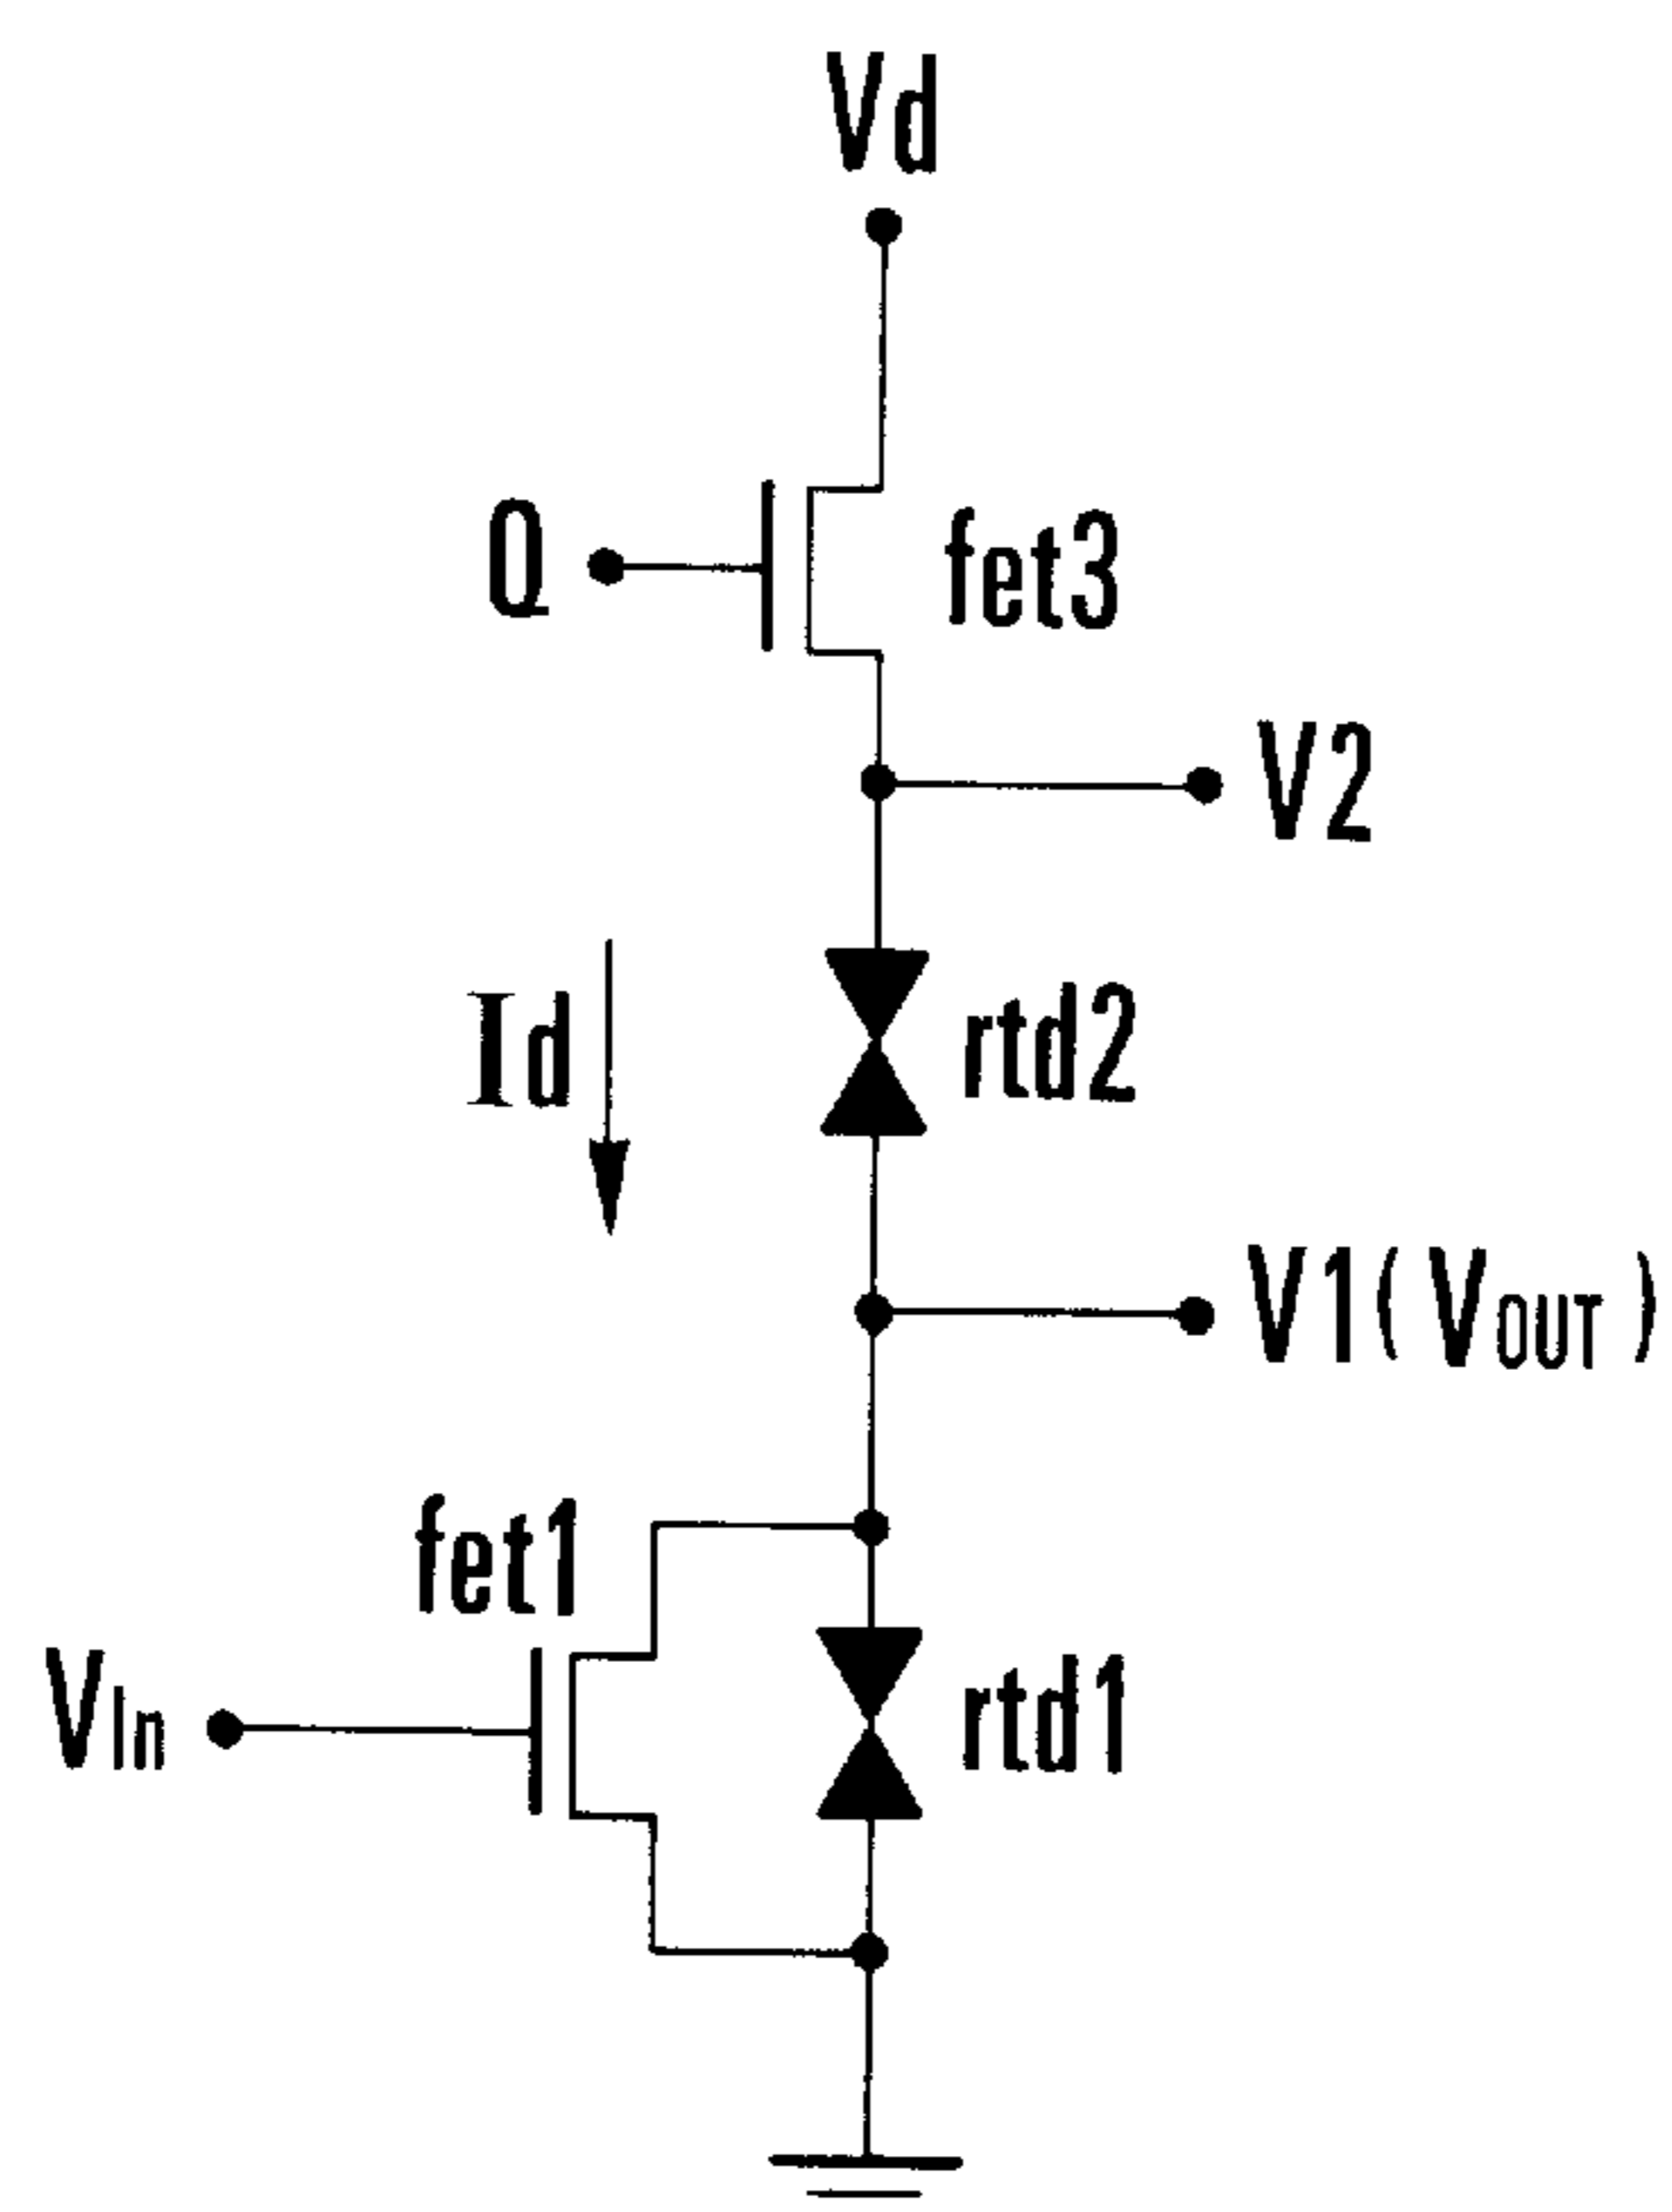 Vd
Q
fet3
V2
Id
rtd2
V1(VOUT)
fet1
VIn
rtd1